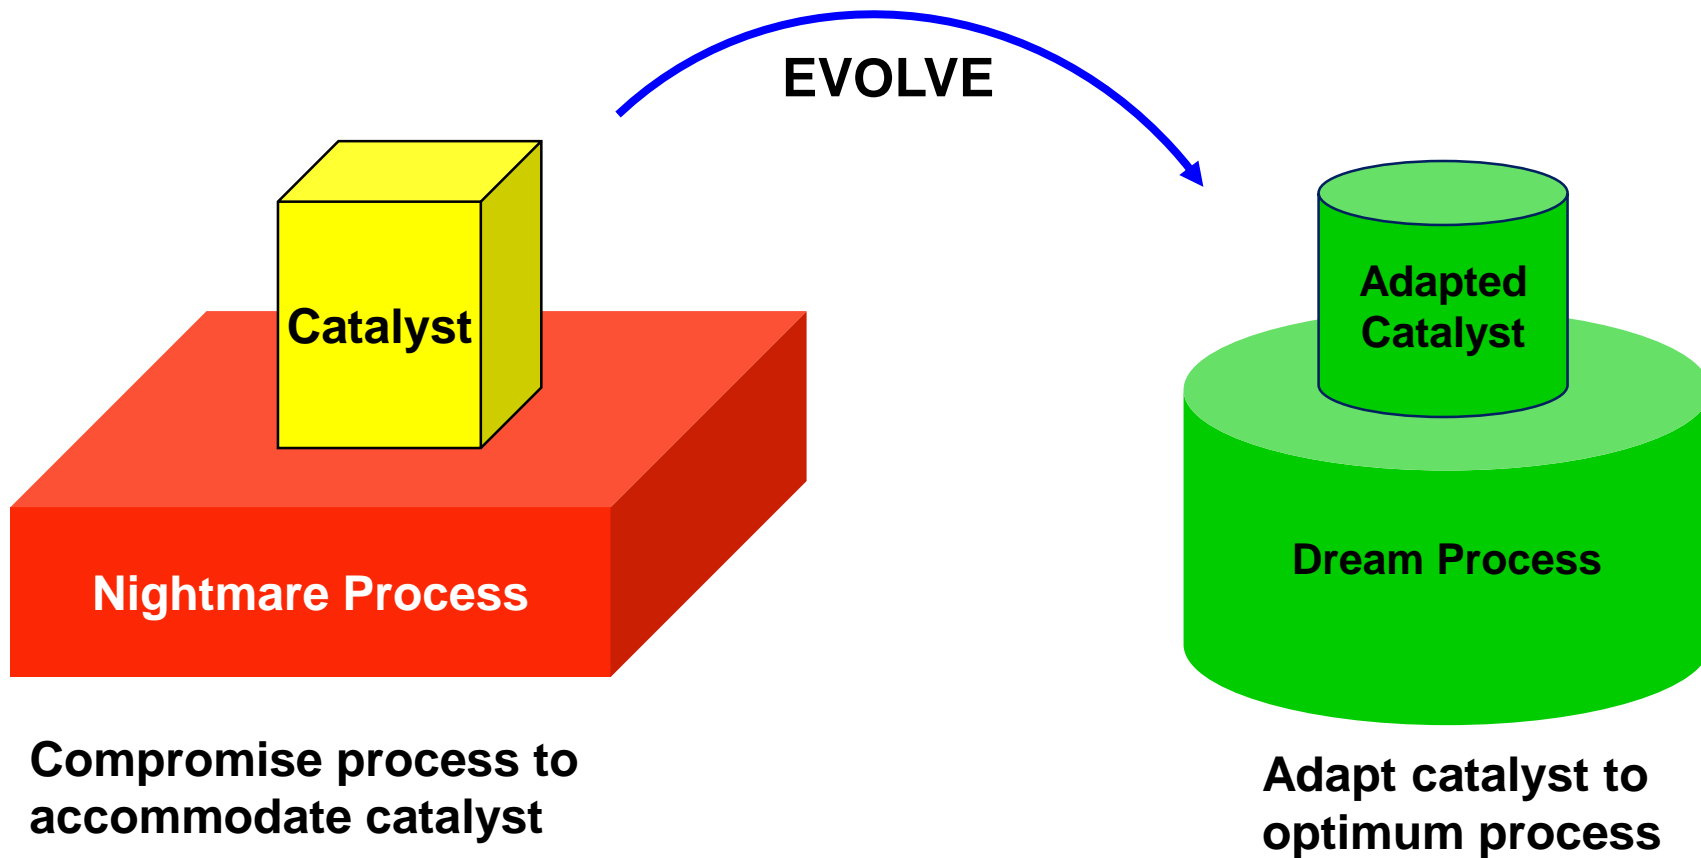 EVOLVE
Catalyst
Nightmare Process
Compromise process to
accommodate catalyst
Adapted
Catalyst
Dream Process
Adapt catalyst to
optimum process